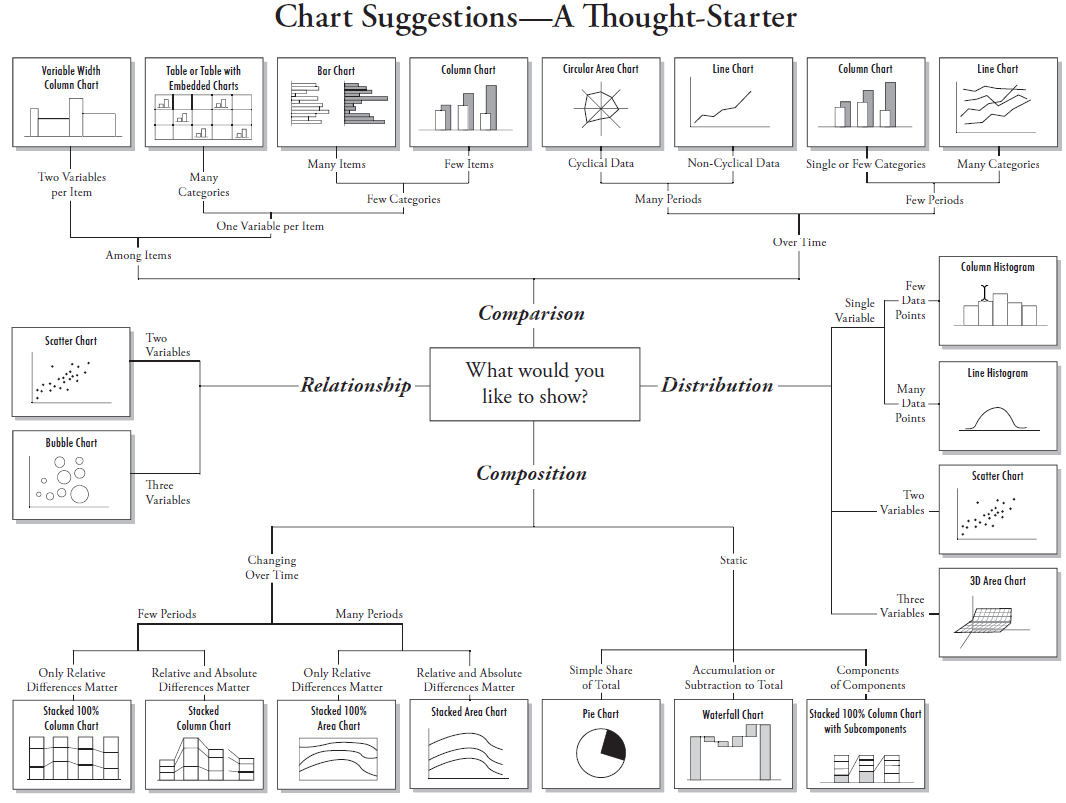 Chart Suggestions—A Thought-Starter
Variable Width
Column Chart
Table or Table with
Embedded Charts
Bar Chart
Column Chart
Circular Area Chart
Line Chart
Column Chart
Line Chart
Two Variables
per Item
Many
Categories
Many Items
Few Items
Cyclical Data
Non-Cyclical Data
Single or Few Categories
Many Categories
Few Categories
Many Periods
Few Periods
One Variable per Item
Over Time
Among Items
Comparison
Scatter Chart
Two
Variables
Bubble Chart
Three
Variables
Relationship
What would you
like to show?
Distribution
Single
Variable
Few
Data
Points
Column Histogram
Many
Data
Points
Line Histogram
Two
Variables
Scatter Chart
Three
Variables
3D Area Chart
Composition
Changing
Over Time
Static
Few Periods
Many Periods
Only Relative
Differences Matter
Relative and Absolute
Differences Matter
Only Relative
Differences Matter
Relative and Absolute
Differences Matter
Simple Share
of Total
Accumulation or
Subtraction to Total
Components
of Components
Stacked 100%
Column Chart
Stacked
Column Chart
Stacked 100%
Area Chart
Stacked Area Chart
Pie Chart
Waterfall Chart
Stacked 100% Column Chart
with Subcomponents